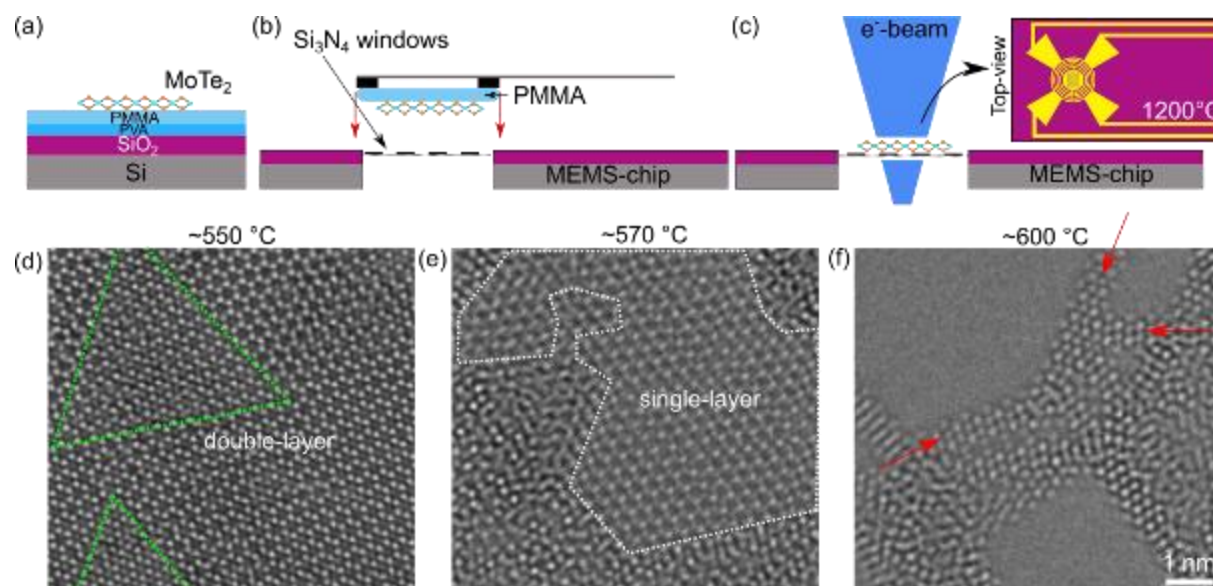 (a)
MoTe₂
PMMA
PVA
SiO₂
Si
(b)
Si₃N₄ windows
PMMA
MEMS-chip
(c)
e⁻-beam
Top-view
1200°C
MEMS-chip
~550 °C
(d)
double-layer
~570 °C
(e)
single-layer
~600 °C
(f)
1 nm